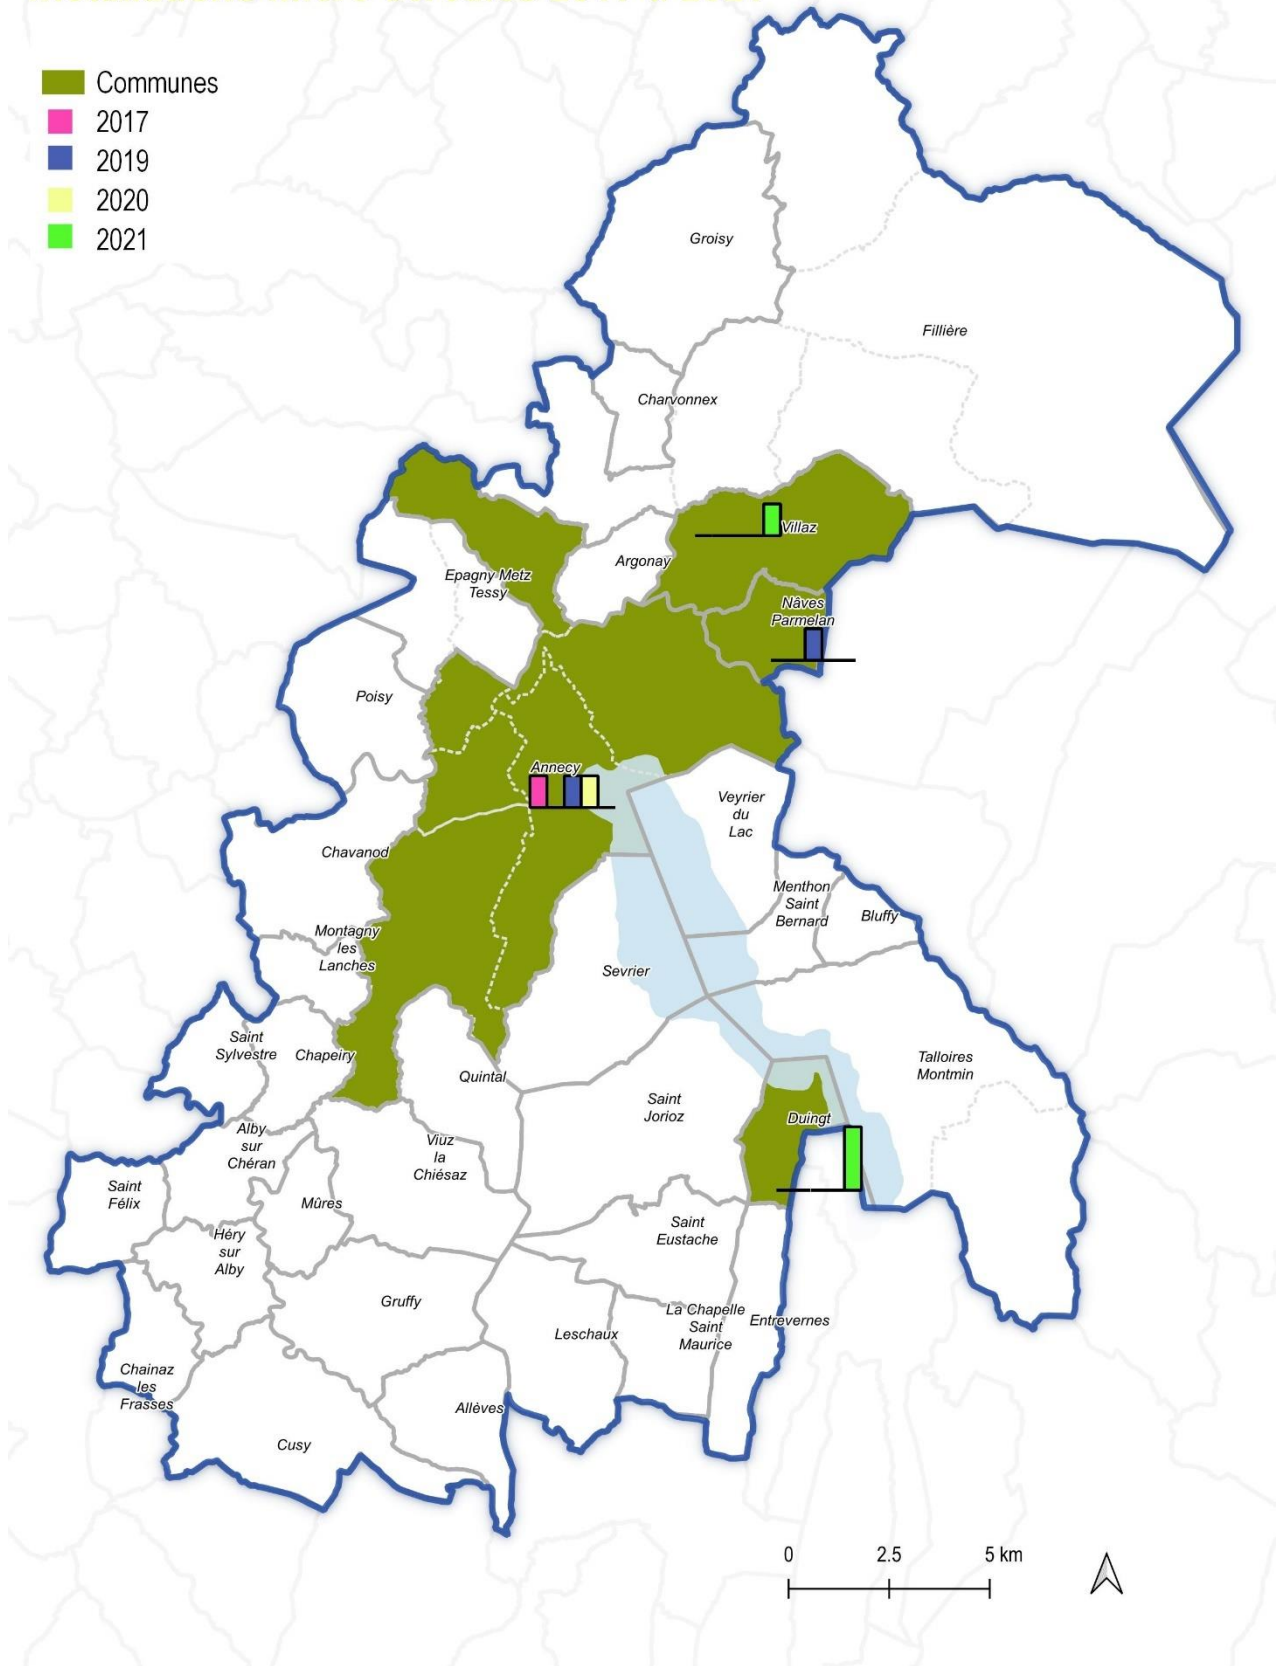 Communes
2017
2019
2020
2021
Groisy
Fillière
Charvonnex
Villaz
Argonay
Epagny Metz
Tessy
Nâves
Parmelan
Poisy
Annecy
Veyrier
du
Lac
Chavanod
Menthon
Saint
Bernard
Bluffy
Montagny
les
Lanches
Sevrier
Saint
Sylvestre
Chapeiry
Talloires
Montmin
Quintal
Saint
Jorioz
Duingt
Alby
sur
Chéran
Viuz
la
Chiésaz
Saint
Félix
Mûres
Saint
Eustache
Héry
sur
Alby
Gruffy
La Chapelle
Saint
Maurice
Entrevernes
Leschaux
Chainaz
les
Frasses
Allèves
Cusy
0 2.5 5 km